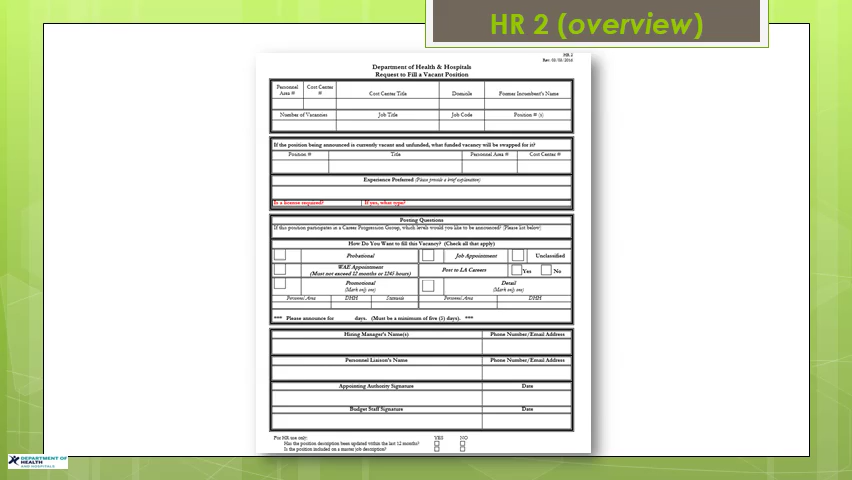 HR 2 (overview)
HR 2
Rev. 02/03/2016
Department of Health & Hospitals
Request to Fill a Vacant Position
Personnel Area # Cost Center # Cost Center Title Domicile Former Incumbent's Name
Number of Vacancies Job Title Job Code Position # (s)
If the position being announced is currently vacant and unfunded, what funded vacancy will be swapped for it?
Position # Title Personnel Area # Cost Center #
Experience Preferred (Please provide a brief explanation)
Is a license required? If yes, what type?
Posting Questions
If this position participates in a Career Progression Group, which levels would you like to be announced? [Please list below]
How Do You Want to fill this Vacancy? (Check all that apply)
Probational Job Appointment Unclassified
WAE Appointment
(Must not exceed 12 months or 1245 hours) Post to LA Careers Yes No
Promotional Detail
(Mark only one) (Mark only one)
Personnel Area DHH Statewide Personnel Area DHH
*** Please announce for days. (Must be a minimum of five (5) days). ***
Hiring Manager's Name(s) Phone Number/Email Address
Personnel Liaison's Name Phone Number/Email Address
Appointing Authority Signature Date
Budget Staff Signature Date
For HR use only: YES NO
Has the position description been updated within the last 12 months?
Is the position included on a master job description?
DEPARTMENT OF
HEALTH
AND HOSPITALS